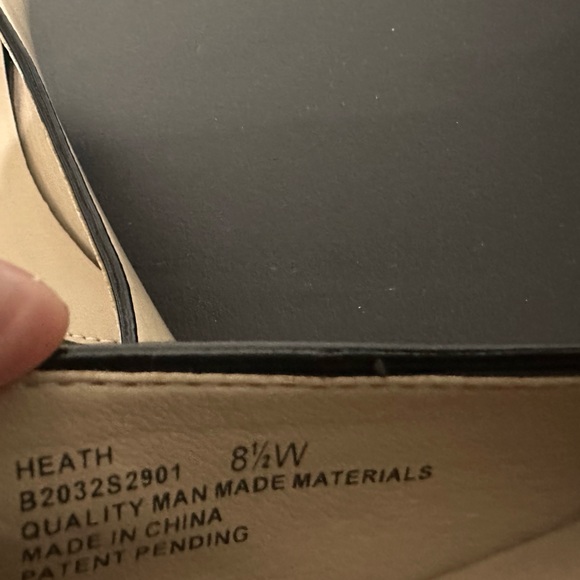 HEATH 8½W
B2032S2901
QUALITY MAN MADE MATERIALS
MADE IN CHINA
PATENT PENDING